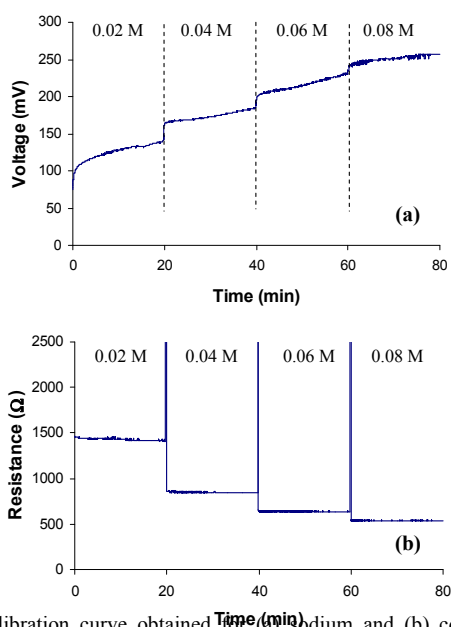 300
250
200
150
100
50
0
Voltage (mV)
0.02 M 0.04 M 0.06 M 0.08 M
(a)
0 20 40 60 80
Time (min)
2500
2000
1500
1000
500
0
Resistance (Ω)
0.02 M 0.04 M 0.06 M 0.08 M
(b)
0 20 40 60 80
Time (min)
libration curve obtained for (a) sodium and (b) c